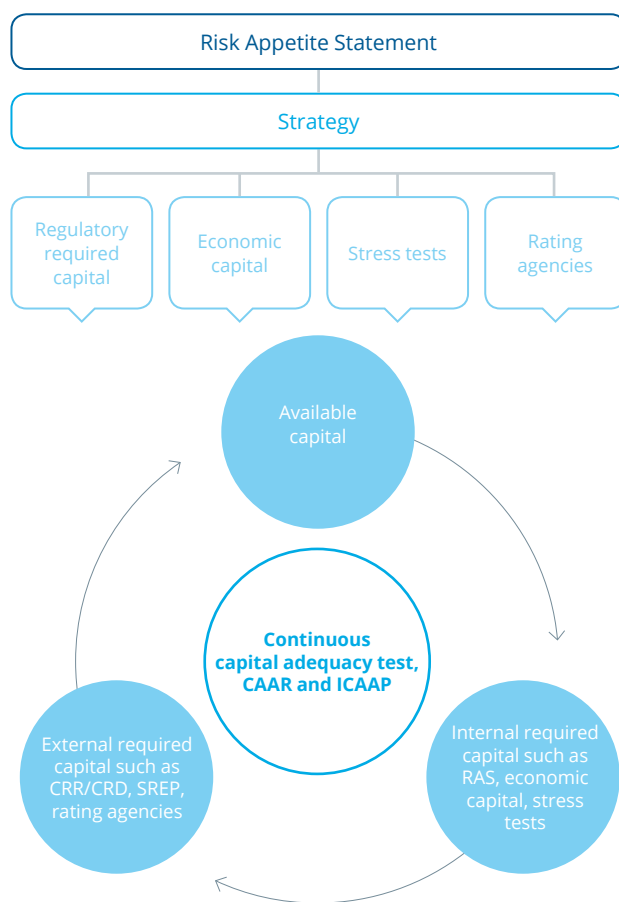 Risk Appetite Statement
Strategy
Regulatory
required
capital
Economic
capital
Stress tests
Rating
agencies
Available
capital
Continuous
capital adequacy test,
CAAR and ICAAP
External required
capital such as
CRR/CRD, SREP,
rating agencies
Internal required
capital such as
RAS, economic
capital, stress
tests